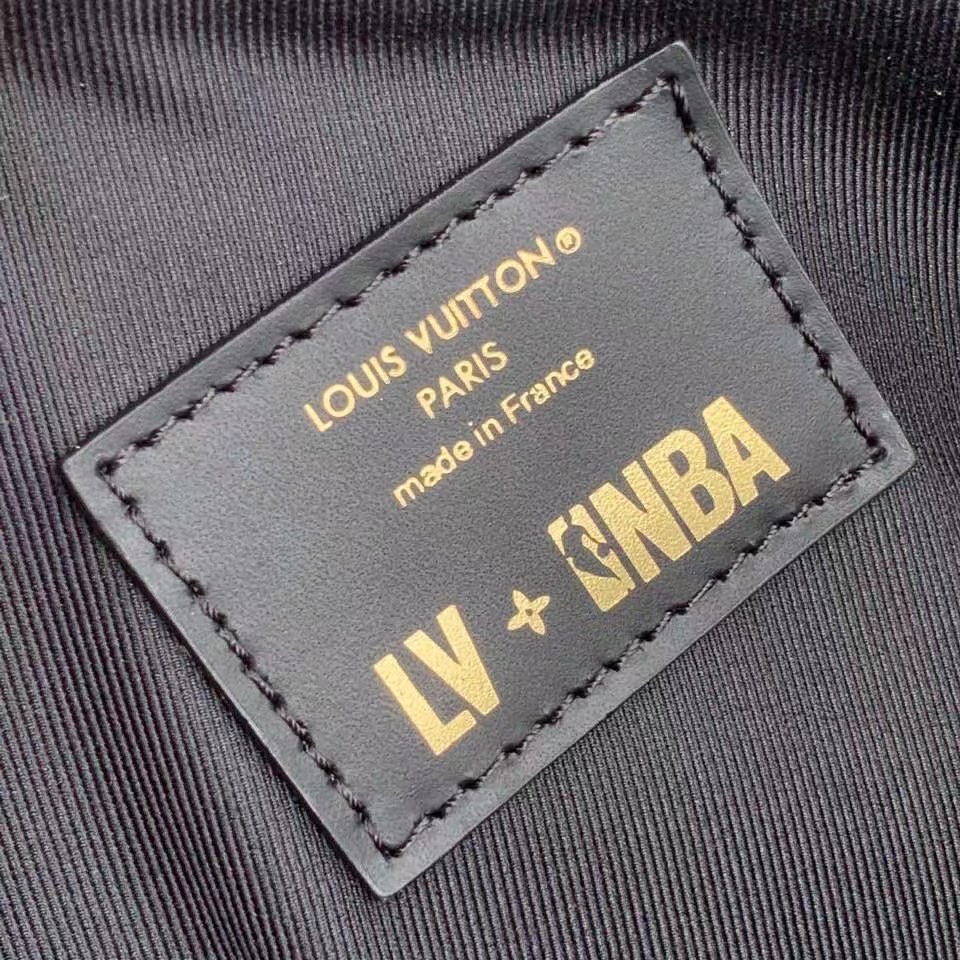 LOUIS VUITTON®
PARIS
made in France
LV + NBA